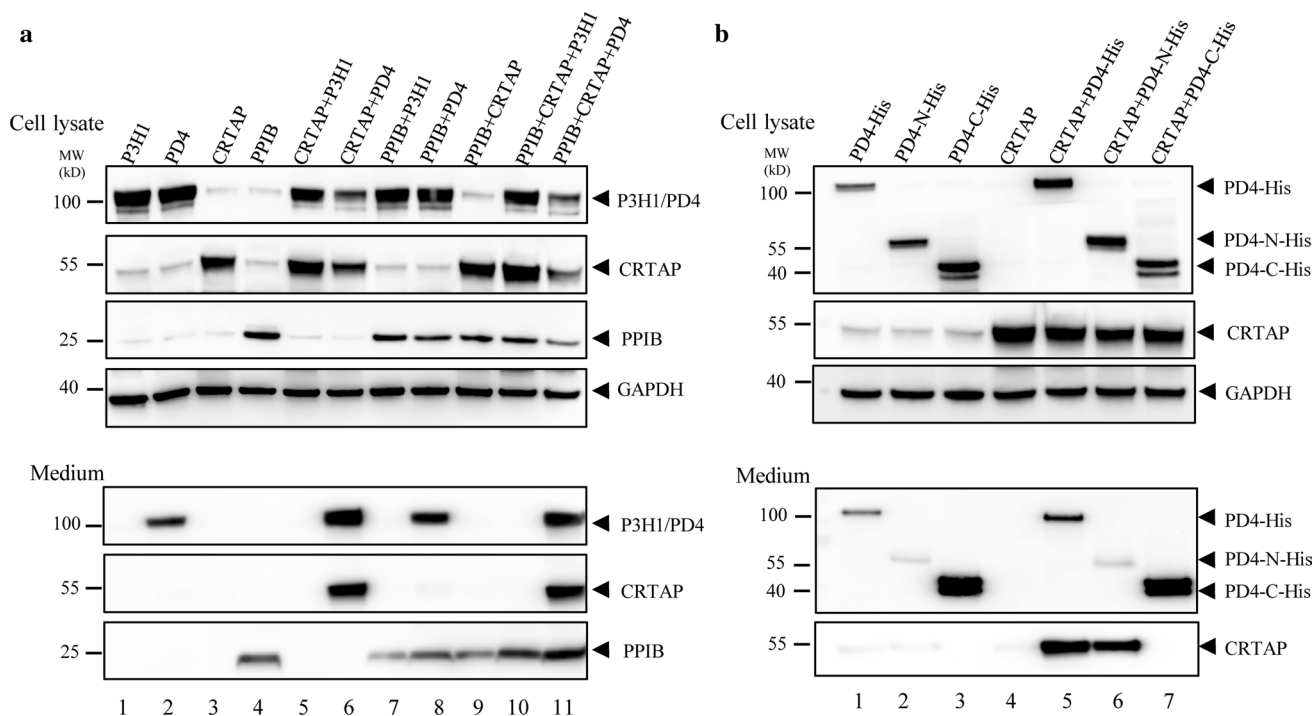 a
Cell lysate
MW
(kD)
P3H1
PD4
CRTAP
PPIB
CRTAP+P3H1
CRTAP+PD4
PPIB+P3H1
PPIB+PD4
PPIB+CRTAP
PPIB+CRTAP+P3H1
PPIB+CRTAP+PD4
100
P3H1/PD4
55
CRTAP
25
PPIB
40
GAPDH
Medium
100
P3H1/PD4
55
CRTAP
25
PPIB
1 2 3 4 5 6 7 8 9 10 11
b
Cell lysate
MW
(kD)
PD4-His
PD4-N-His
PD4-C-His
CRTAP
CRTAP+PD4-His
CRTAP+PD4-N-His
CRTAP+PD4-C-His
100
PD4-His
55
PD4-N-His
40
PD4-C-His
55
CRTAP
40
GAPDH
Medium
100
PD4-His
55
PD4-N-His
40
PD4-C-His
55
CRTAP
1 2 3 4 5 6 7